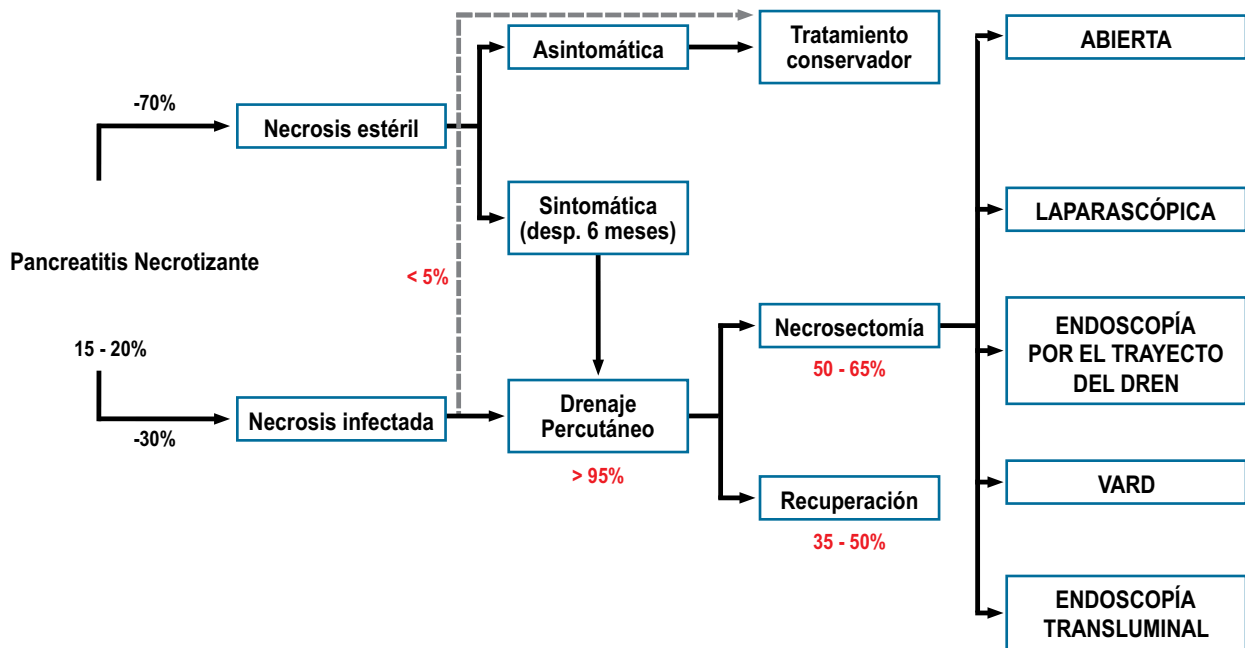 Asintomática
Tratamiento
conservador
ABIERTA
-70%
Necrosis estéril
Sintomática
(desp. 6 meses)
LAPARASCÓPICA
Pancreatitis Necrotizante
< 5%
15 - 20%
Necrosectomía
50 - 65%
ENDOSCOPÍA
POR EL TRAYECTO
DEL DREN
Necrosis infectada
-30%
Drenaje
Percutáneo
> 95%
Recuperación
35 - 50%
VARD
ENDOSCOPÍA
TRANSLUMINAL